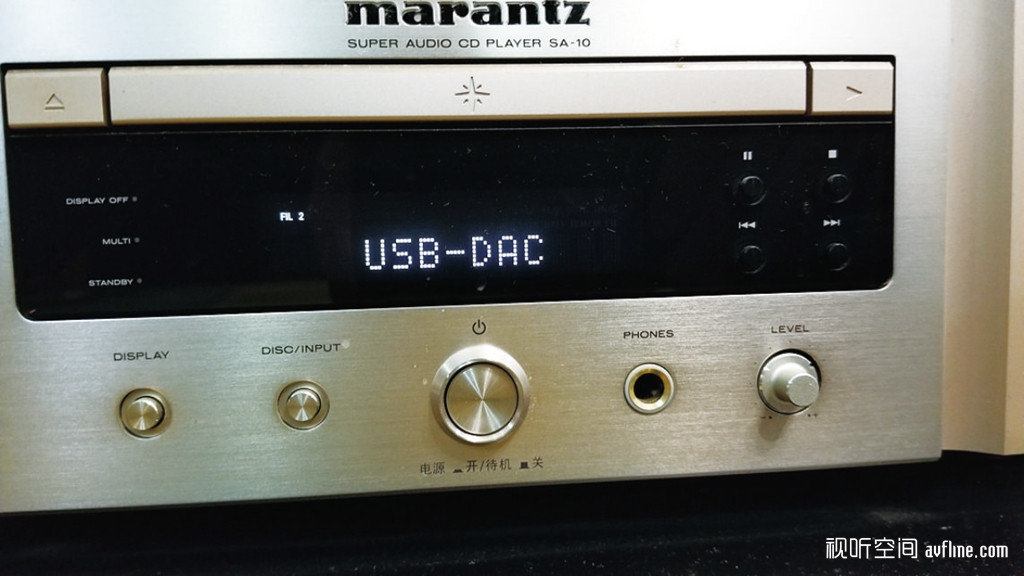 marantz
SUPER AUDIO CD PLAYER SA-10
DISPLAY OFF
MULTI
STANDBY
FIL 2
USB-DAC
DISPLAY
DISC/INPUT
PHONES
LEVEL
电源 开/待机 关
视听空间 avfline.com